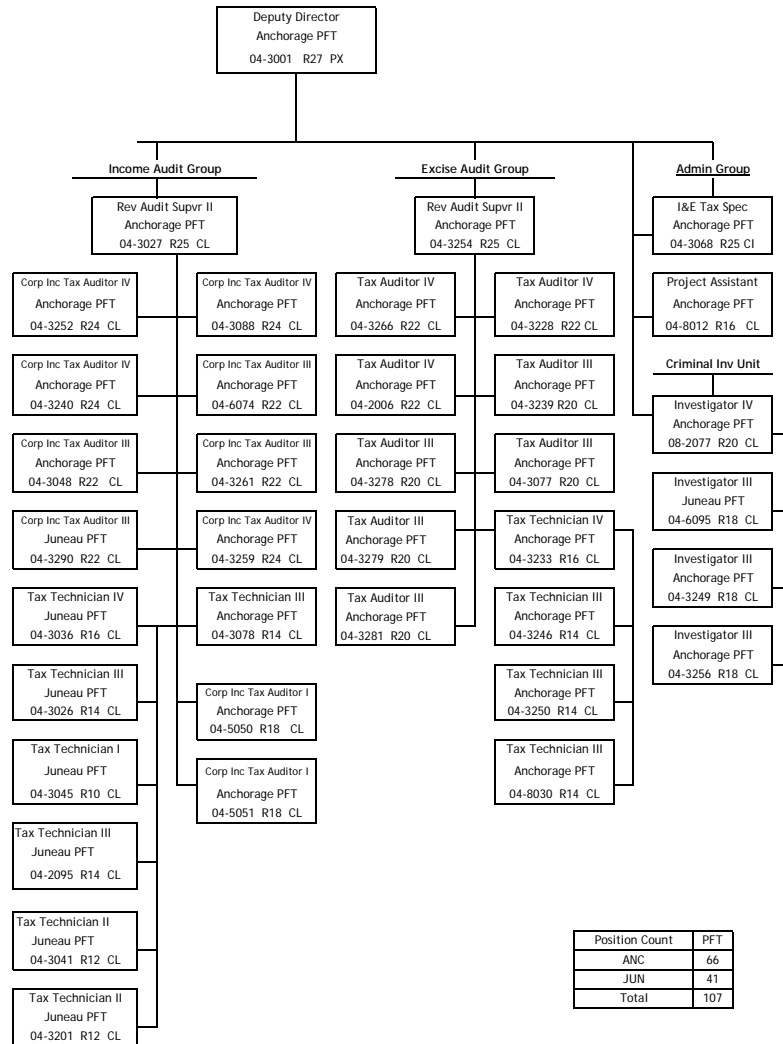 Deputy Director
Anchorage PFT
04-3001 R27 PX
Income Audit Group
Rev Audit Supvr II
Anchorage PFT
04-3027 R25 CL
Corp Inc Tax Auditor IV
Anchorage PFT
04-3252 R24 CL
Corp Inc Tax Auditor IV
Anchorage PFT
04-3088 R24 CL
Corp Inc Tax Auditor IV
Anchorage PFT
04-3240 R24 CL
Corp Inc Tax Auditor III
Anchorage PFT
04-6074 R22 CL
Corp Inc Tax Auditor III
Anchorage PFT
04-3048 R22 CL
Corp Inc Tax Auditor III
Anchorage PFT
04-3261 R22 CL
Corp Inc Tax Auditor III
Juneau PFT
04-3290 R22 CL
Corp Inc Tax Auditor IV
Anchorage PFT
04-3259 R24 CL
Tax Technician IV
Juneau PFT
04-3036 R16 CL
Tax Technician III
Anchorage PFT
04-3078 R14 CL
Tax Technician III
Juneau PFT
04-3026 R14 CL
Corp Inc Tax Auditor I
Anchorage PFT
04-5050 R18 CL
Tax Technician I
Juneau PFT
04-3045 R10 CL
Corp Inc Tax Auditor I
Anchorage PFT
04-5051 R18 CL
Tax Technician III
Juneau PFT
04-2095 R14 CL
Tax Technician II
Juneau PFT
04-3041 R12 CL
Tax Technician II
Juneau PFT
04-3201 R12 CL
Excise Audit Group
Rev Audit Supvr II
Anchorage PFT
04-3254 R25 CL
Tax Auditor IV
Anchorage PFT
04-3266 R22 CL
Tax Auditor IV
Anchorage PFT
04-3228 R22 CL
Tax Auditor IV
Anchorage PFT
04-2006 R22 CL
Tax Auditor III
Anchorage PFT
04-3239 R20 CL
Tax Auditor III
Anchorage PFT
04-3278 R20 CL
Tax Auditor III
Anchorage PFT
04-3077 R20 CL
Tax Auditor III
Anchorage PFT
04-3279 R20 CL
Tax Technician IV
Anchorage PFT
04-3233 R16 CL
Tax Auditor III
Anchorage PFT
04-3281 R20 CL
Tax Technician III
Anchorage PFT
04-3246 R14 CL
Tax Technician III
Anchorage PFT
04-3250 R14 CL
Tax Technician III
Anchorage PFT
04-8030 R14 CL
Admin Group
I&E Tax Spec
Anchorage PFT
04-3068 R25 Cl
Project Assistant
Anchorage PFT
04-8012 R16 CL
Criminal Inv Unit
Investigator IV
Anchorage PFT
08-2077 R20 CL
Investigator III
Juneau PFT
04-6095 R18 CL
Investigator III
Anchorage PFT
04-3249 R18 CL
Investigator III
Anchorage PFT
04-3256 R18 CL
Position Count PFT
ANC 66
JUN 41
Total 107